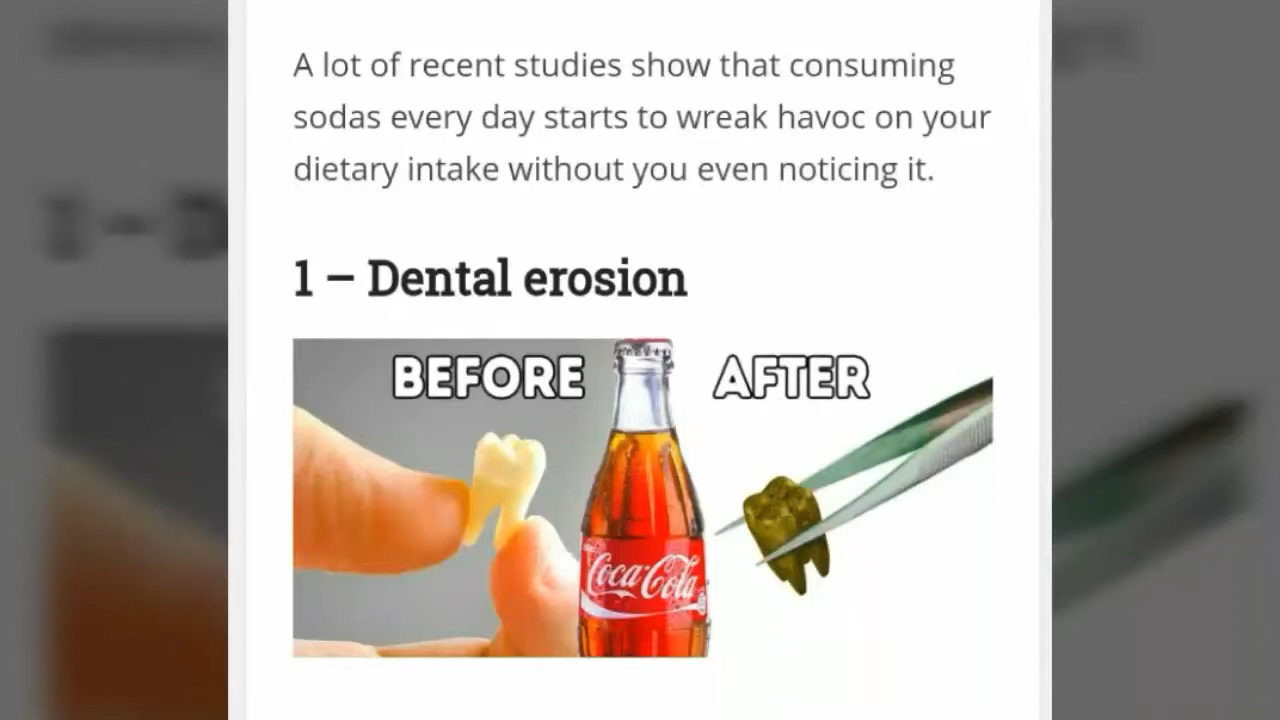 A lot of recent studies show that consuming
sodas every day starts to wreak havoc on your
dietary intake without you even noticing it.
1 – Dental erosion
BEFORE
AFTER
Coca-Cola